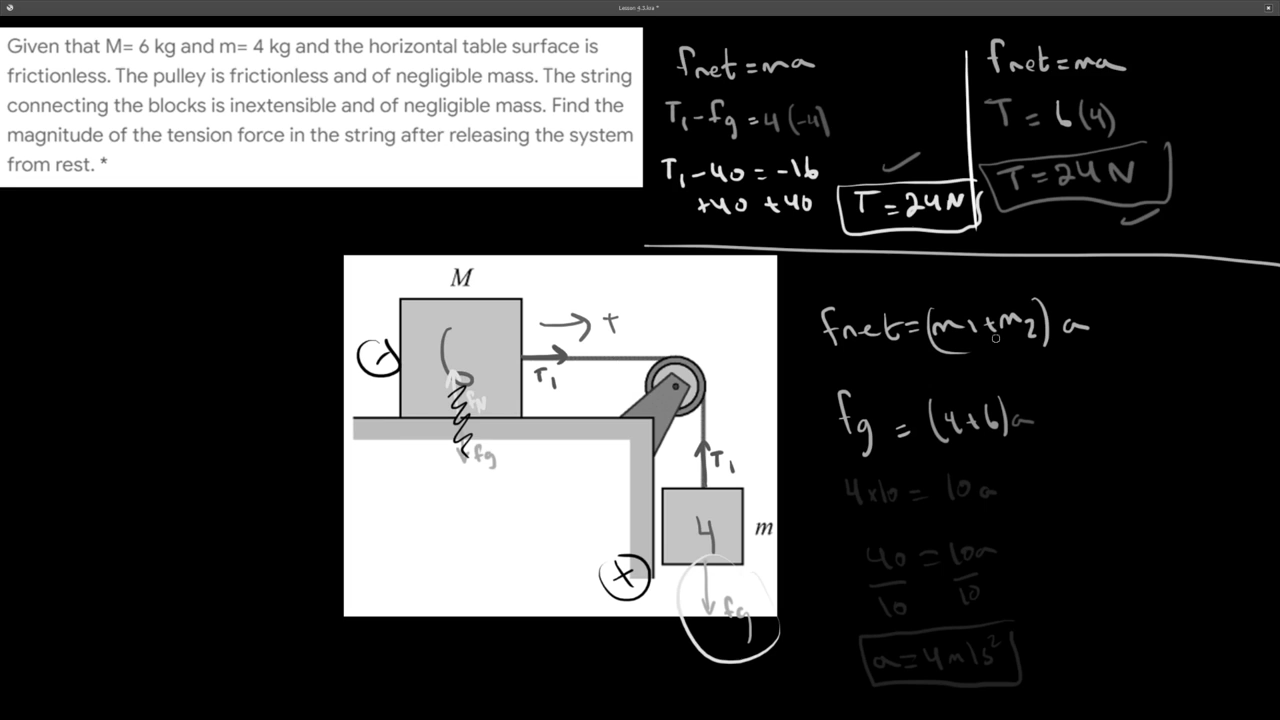 Lesson 4.3.kra *
Given that M= 6 kg and m= 4 kg and the horizontal table surface is
frictionless. The pulley is frictionless and of negligible mass. The string
connecting the blocks is inextensible and of negligible mass. Find the
magnitude of the tension force in the string after releasing the system
from rest. *
fnet=ma
T1-fg=4(-4)
T1-40=-16
+40 +40
T=24N
fnet=ma
T=6(4)
T=24N
M
+
T1
fN
fg
T1
4
m
fg
fnet=(m1+m2)a
fg=(4+6)a
4×10=10a
40=10a
10 10
a=4m/s²